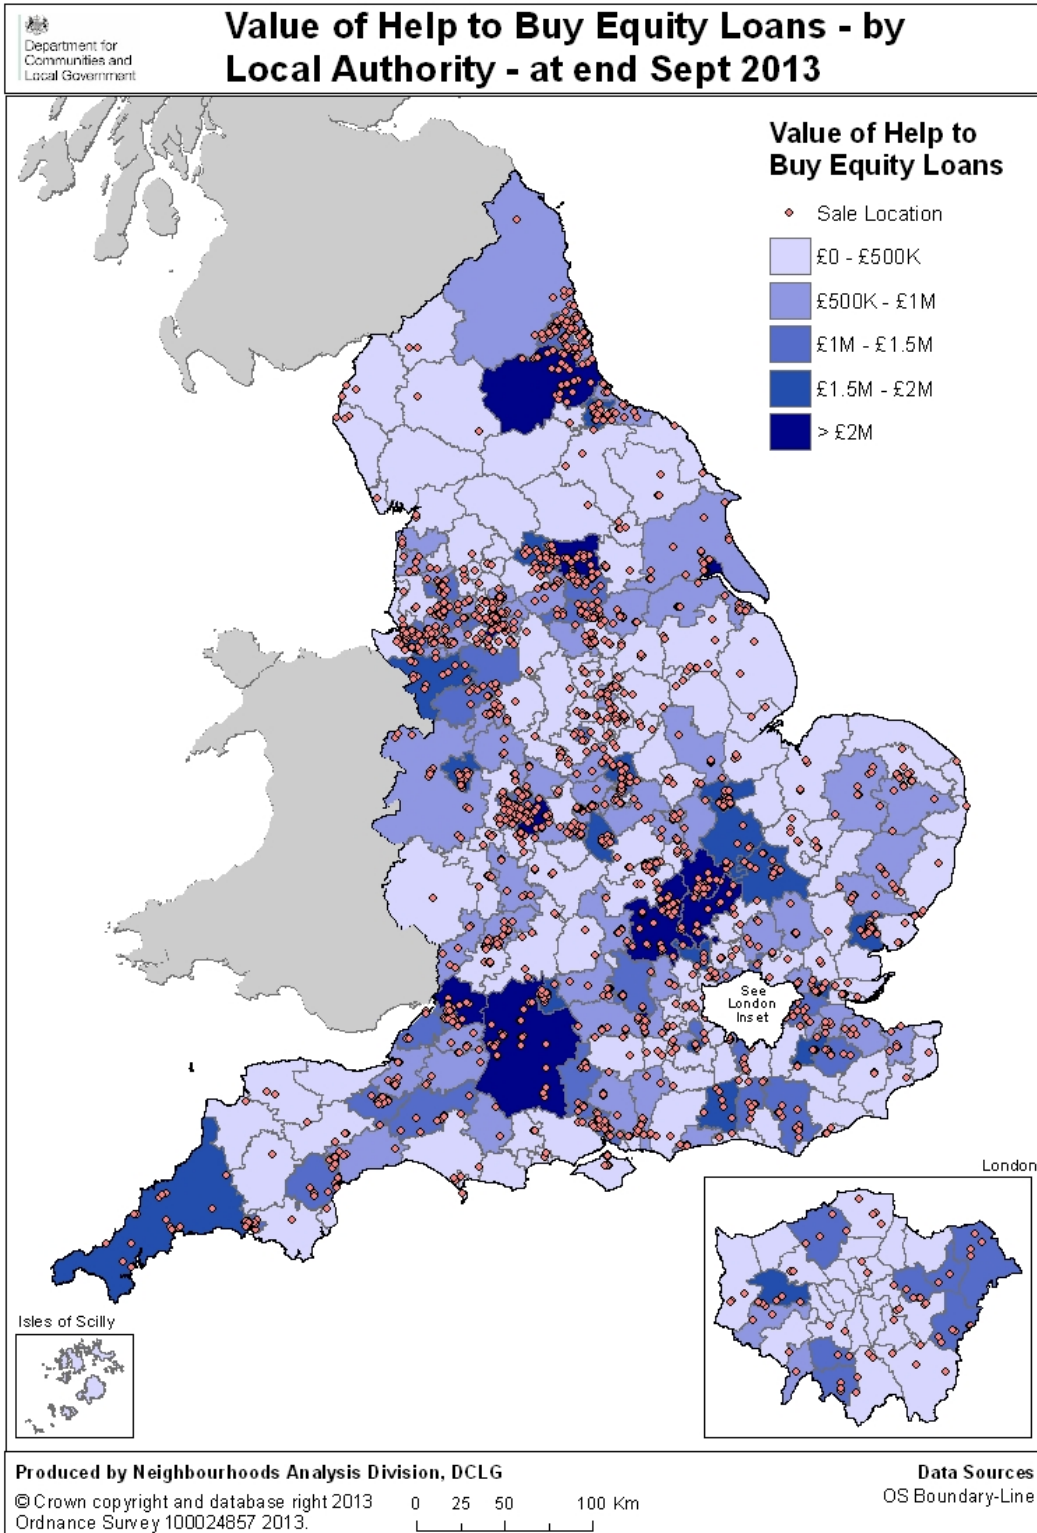 Department for
Communities and
Local Government
Value of Help to Buy Equity Loans - by
Local Authority - at end Sept 2013
Value of Help to
Buy Equity Loans
Sale Location
£0 - £500K
£500K - £1M
£1M - £1.5M
£1.5M - £2M
> £2M
See
London
Inset
London
Isles of Scilly
Produced by Neighbourhoods Analysis Division, DCLG
© Crown copyright and database right 2013
Ordnance Survey 100024857 2013.
0 25 50 100 Km
Data Sources
OS Boundary-Line